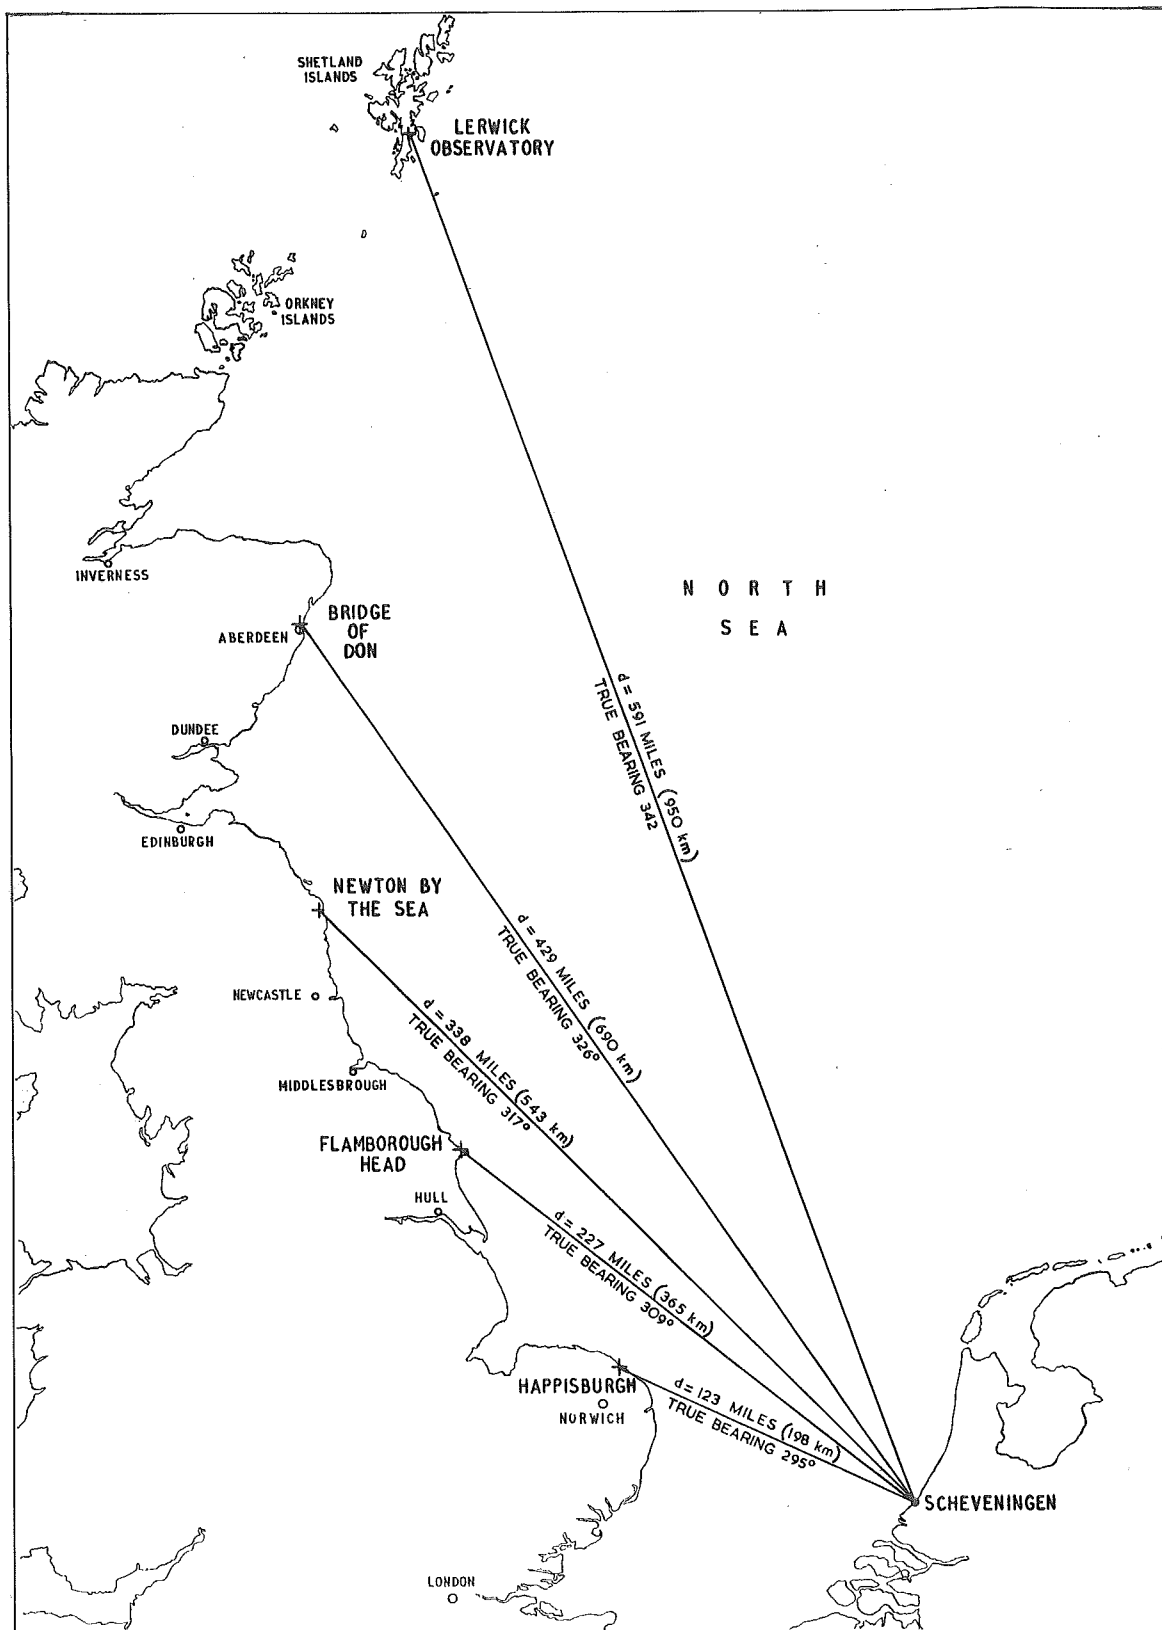 SHETLAND
ISLANDS
LERWICK
OBSERVATORY
ORKNEY
ISLANDS
INVERNESS
NORTH
SEA
BRIDGE
OF
DON
ABERDEEN
d = 591 MILES (950 km)
TRUE BEARING 342
DUNDEE
EDINBURGH
NEWTON BY
THE SEA
d = 429 MILES (690 km)
TRUE BEARING 326°
NEWCASTLE
d = 338 MILES (543 km)
TRUE BEARING 317°
MIDDLESBROUGH
FLAMBOROUGH
HEAD
HULL
d = 227 MILES (365 km)
TRUE BEARING 309°
HAPPISBURGH
NORWICH
d = 123 MILES (198 km)
TRUE BEARING 295°
SCHEVENINGEN
LONDON